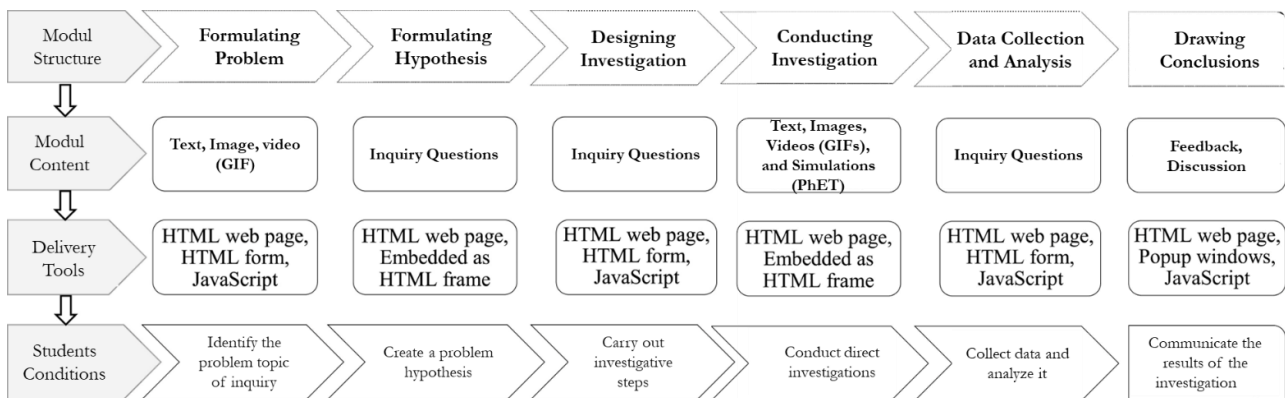 Modul
Structure
Formulating
Problem
Formulating
Hypothesis
Designing
Investigation
Conducting
Investigation
Data Collection
and Analysis
Drawing
Conclusions
Modul
Content
Text, Image, video
(GIF)
Inquiry Questions
Inquiry Questions
Text, Images,
Videos (GIFs),
and Simulations
(PhET)
Inquiry Questions
Feedback,
Discussion
Delivery
Tools
HTML web page,
HTML form,
JavaScript
HTML web page,
Embedded as
HTML frame
HTML web page,
HTML form,
JavaScript
HTML web page,
Embedded as
HTML frame
HTML web page,
HTML form,
JavaScript
HTML web page,
Popup windows,
JavaScript
Students
Conditions
Identify the
problem topic
of inquiry
Create a problem
hypothesis
Carry out
investigative
steps
Conduct direct
investigations
Collect data and
analyze it
Communicate the
results of the
investigation